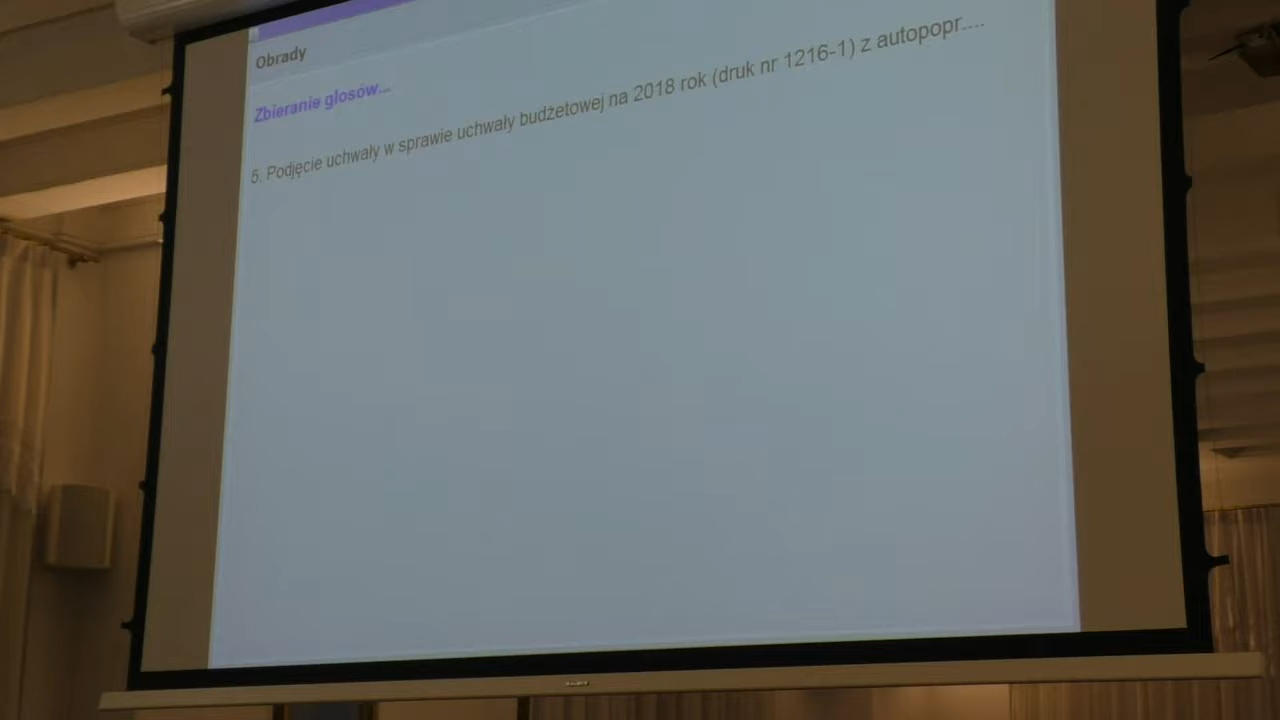 Obrady
Zbieranie głosów...
5. Podjęcie uchwały w sprawie uchwały budżetowej na 2018 rok (druk nr 1216-1) z autopopr....